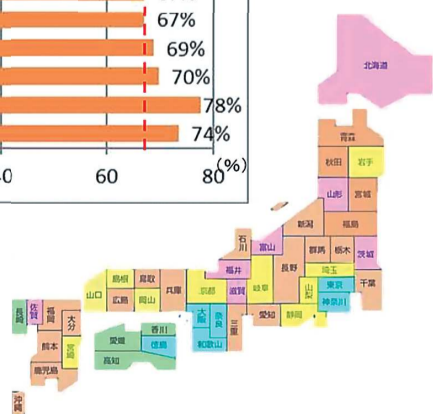 67%
69%
70%
78%
74%
60
80
(%)
北海道
青森
秋田
岩手
山形
宮城
新潟
福島
石川
富山
群馬
栃木
茨城
福井
長野
埼玉
島根
鳥取
兵庫
京都
滋賀
岐阜
山梨
東京
千葉
山口
広島
岡山
神奈川
大阪
奈良
三重
愛知
静岡
和歌山
長崎
佐賀
福岡
大分
香川
愛媛
徳島
高知
熊本
宮崎
鹿児島
沖縄